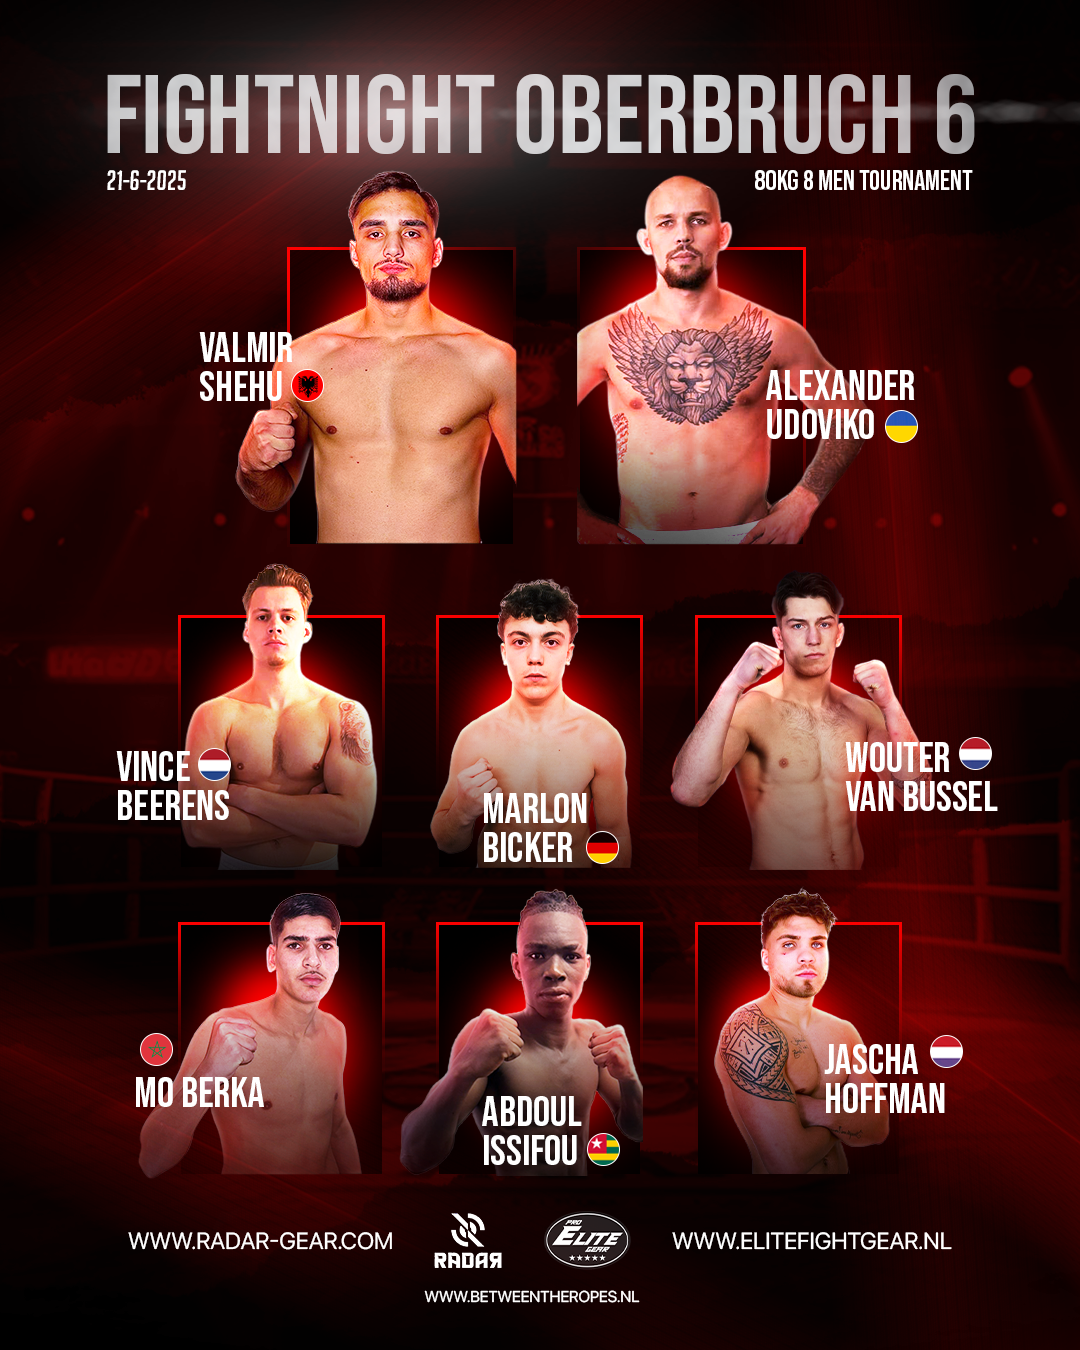 FIGHTNIGHT OBERBRUCH 6
21-6-2025
80KG 8 MEN TOURNAMENT
VALMIR
SHEHU
ALEXANDER
UDOVIKO
VINCE
BEERENS
MARLON
BICKER
WOUTER
VAN BUSSEL
MO BERKA
ABDOUL
ISSIFOU
JASCHA
HOFFMAN
WWW.RADAR-GEAR.COM
RADAR
PRO
ELITE
GEAR
WWW.ELITEFIGHTGEAR.NL
WWW.BETWEENTHEROPES.NL